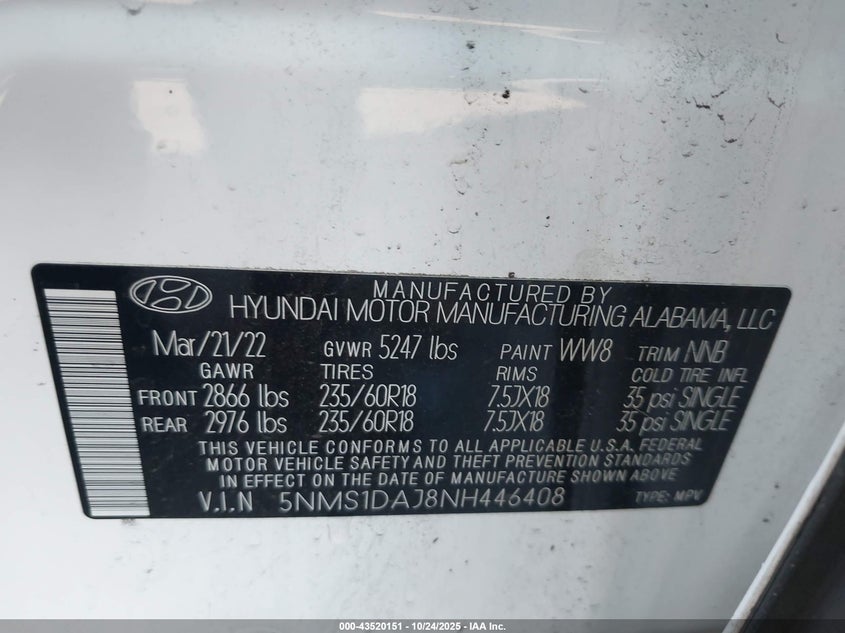 MANUFACTURED BY
HYUNDAI MOTOR MANUFACTURING ALABAMA, LLC
Mar/21/22 GVWR 5247 lbs PAINT WW8 TRIM NNB
GAWR TIRES RIMS COLD TIRE INFL
FRONT 2866 lbs 235/60R18 7.5JX18 35 psi SINGLE
REAR 2976 lbs 235/60R18 7.5JX18 35 psi SINGLE
THIS VEHICLE CONFORMS TO ALL APPLICABLE U.S.A. FEDERAL
MOTOR VEHICLE SAFETY AND THEFT PREVENTION STANDARDS
IN EFFECT ON THE DATE OF MANUFACTURE SHOWN ABOVE
V.I.N 5NMS1DAJ8NH446408 TYPE: MPV
000-43520151 - 10/24/2025 - IAA Inc.